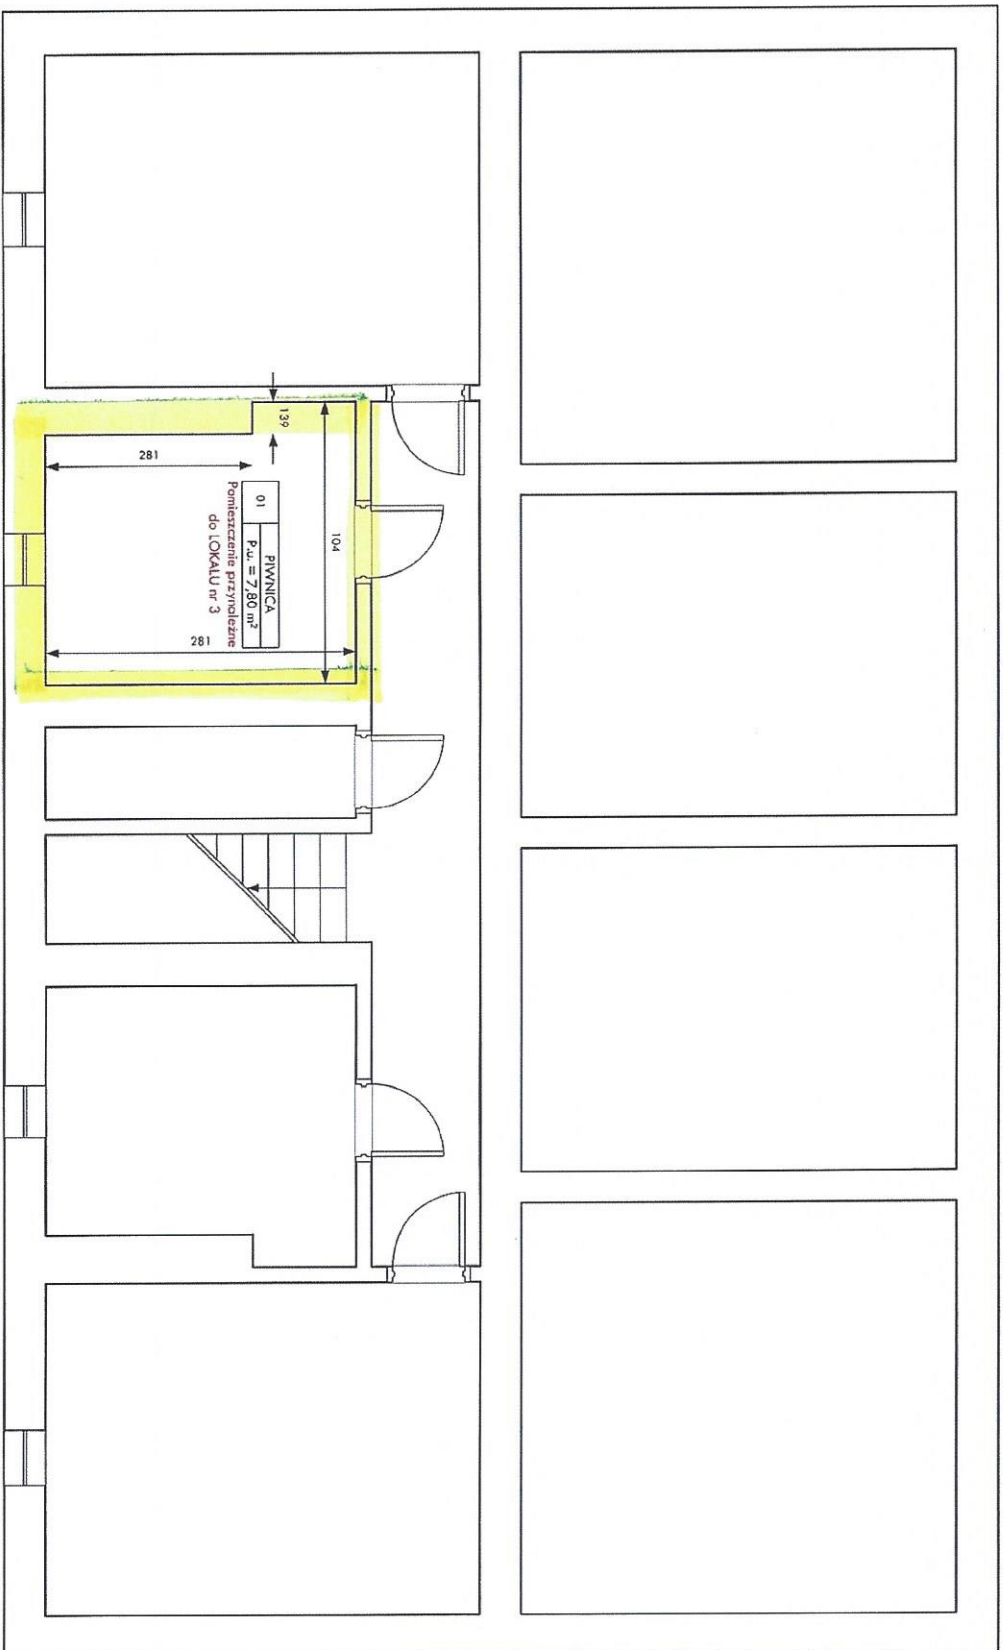 139
281
104
01
PIWNICA
P.u. = 7,80 m²
Pomieszczenie przynależne
do LOKALU nr 3
281